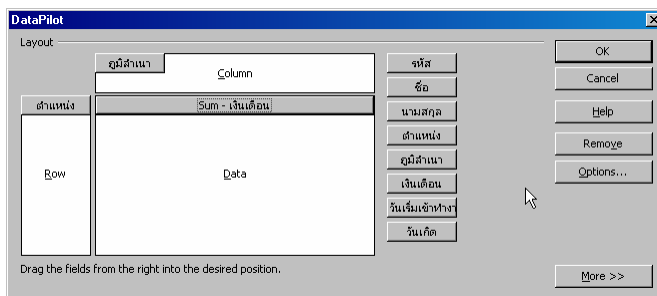 DataPilot
Layout
ภูมิลำเนา
Column
ตำแหน่ง
Sum - เงินเดือน
Row
Data
รหัส
ชื่อ
นามสกุล
ตำแหน่ง
ภูมิลำเนา
เงินเดือน
วันเริ่มเข้าทำงา
วันเกิด
OK
Cancel
Help
Remove
Options...
Drag the fields from the right into the desired position.
More >>